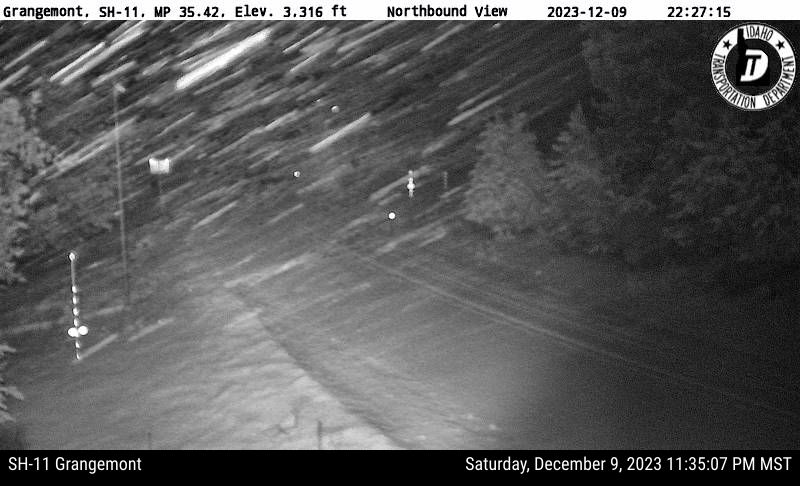 Grangemont, SH-11, MP 35.42, Elev. 3,316 ft Northbound View 2023-12-09 22:27:15
IDAHO
TRANSPORTATION DEPARTMENT
SH-11 Grangemont Saturday, December 9, 2023 11:35:07 PM MST